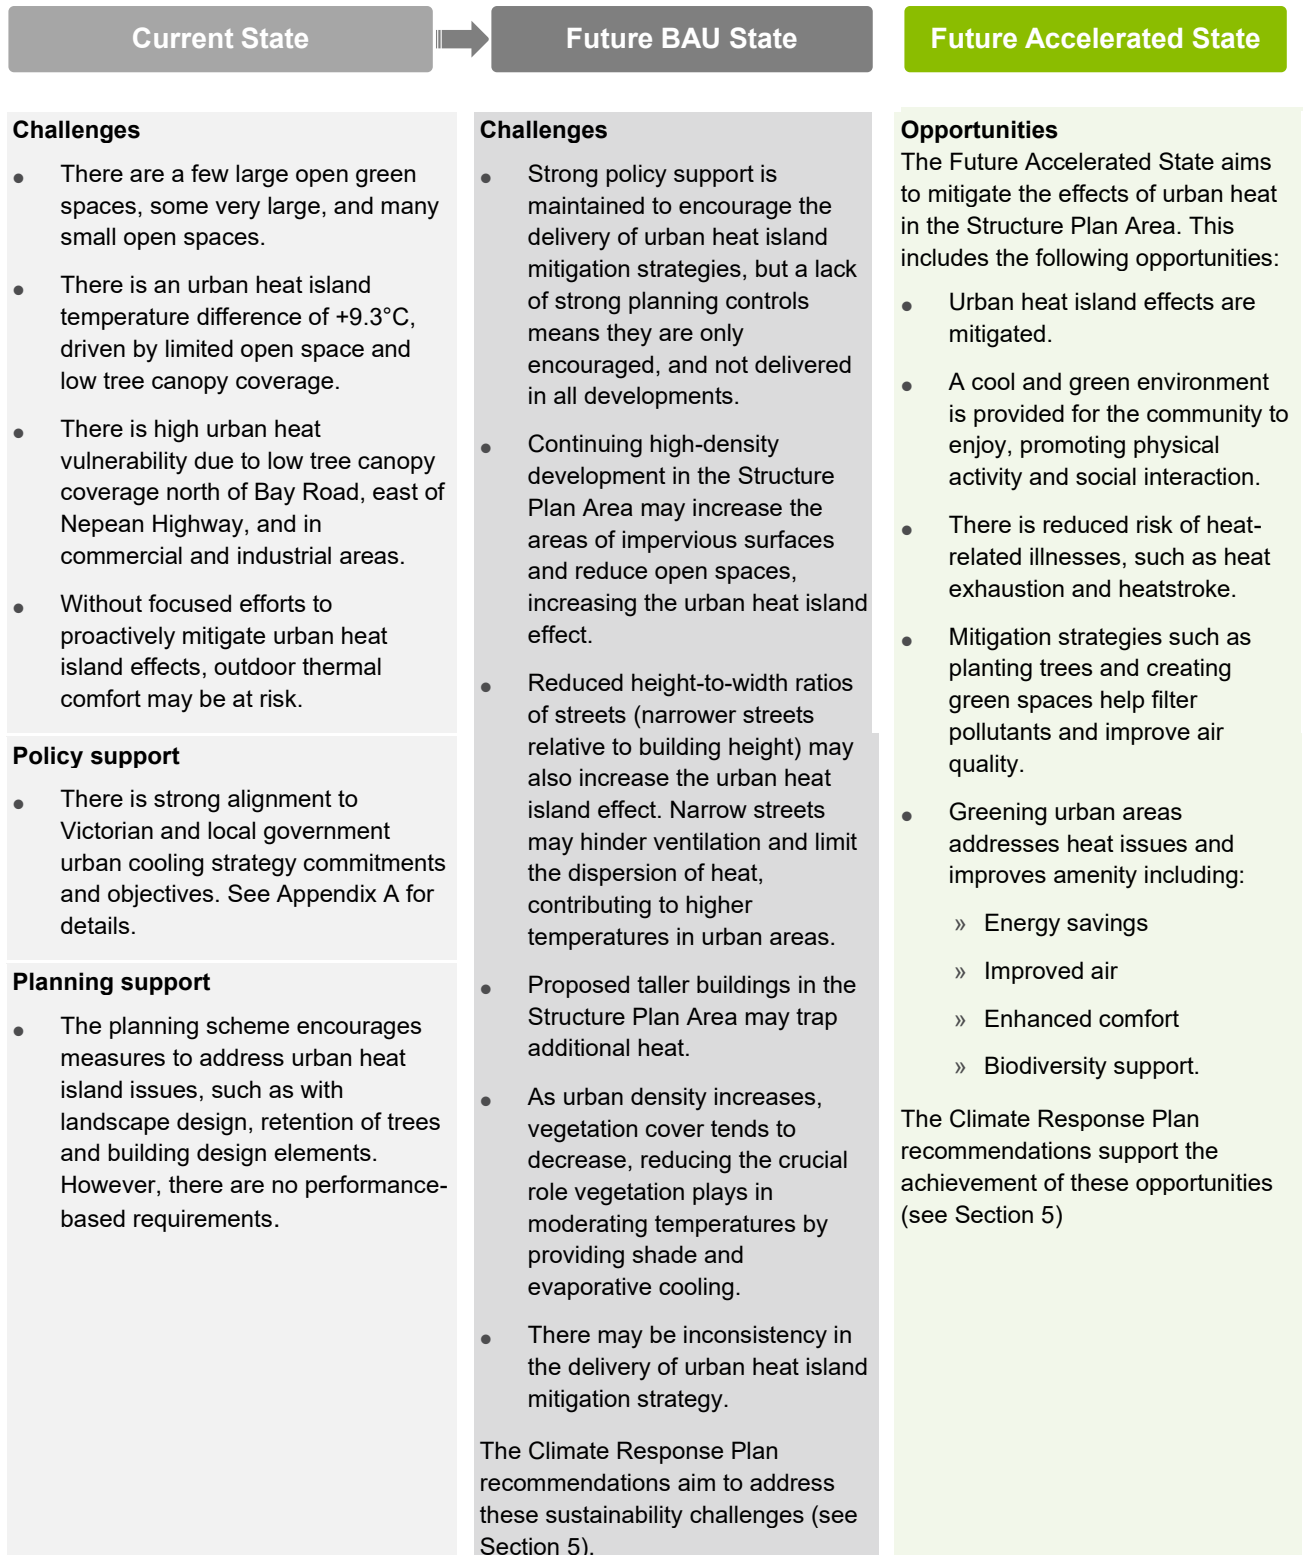 Current State
Future BAU State
Future Accelerated State
Challenges
• There are a few large open green
spaces, some very large, and many
small open spaces.
• There is an urban heat island
temperature difference of +9.3°C,
driven by limited open space and
low tree canopy coverage.
• There is high urban heat
vulnerability due to low tree canopy
coverage north of Bay Road, east of
Nepean Highway, and in
commercial and industrial areas.
• Without focused efforts to
proactively mitigate urban heat
island effects, outdoor thermal
comfort may be at risk.
Policy support
• There is strong alignment to
Victorian and local government
urban cooling strategy commitments
and objectives. See Appendix A for
details.
Planning support
• The planning scheme encourages
measures to address urban heat
island issues, such as with
landscape design, retention of trees
and building design elements.
However, there are no performance-
based requirements.
Challenges
• Strong policy support is
maintained to encourage the
delivery of urban heat island
mitigation strategies, but a lack
of strong planning controls
means they are only
encouraged, and not delivered
in all developments.
• Continuing high-density
development in the Structure
Plan Area may increase the
areas of impervious surfaces
and reduce open spaces,
increasing the urban heat island
effect.
• Reduced height-to-width ratios
of streets (narrower streets
relative to building height) may
also increase the urban heat
island effect. Narrow streets
may hinder ventilation and limit
the dispersion of heat,
contributing to higher
temperatures in urban areas.
• Proposed taller buildings in the
Structure Plan Area may trap
additional heat.
• As urban density increases,
vegetation cover tends to
decrease, reducing the crucial
role vegetation plays in
moderating temperatures by
providing shade and
evaporative cooling.
• There may be inconsistency in
the delivery of urban heat island
mitigation strategy.
The Climate Response Plan
recommendations aim to address
these sustainability challenges (see
Section 5).
Opportunities
The Future Accelerated State aims
to mitigate the effects of urban heat
in the Structure Plan Area. This
includes the following opportunities:
• Urban heat island effects are
mitigated.
• A cool and green environment
is provided for the community to
enjoy, promoting physical
activity and social interaction.
• There is reduced risk of heat-
related illnesses, such as heat
exhaustion and heatstroke.
• Mitigation strategies such as
planting trees and creating
green spaces help filter
pollutants and improve air
quality.
• Greening urban areas
addresses heat issues and
improves amenity including:
» Energy savings
» Improved air
» Enhanced comfort
» Biodiversity support.
The Climate Response Plan
recommendations support the
achievement of these opportunities
(see Section 5)